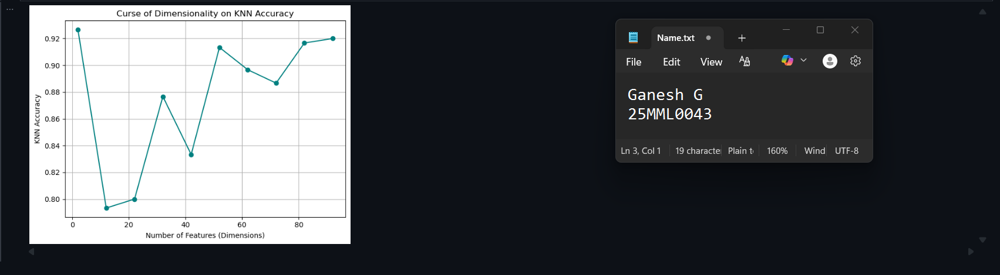 ...
Curse of Dimensionality on KNN Accuracy
0.92
0.90
0.88
0.86
0.84
0.82
0.80
KNN Accuracy
0 20 40 60 80
Number of Features (Dimensions)
Name.txt
File Edit View
Ganesh G
25MML0043
Ln 3, Col 1 19 characte Plain t 160% Wind UTF-8